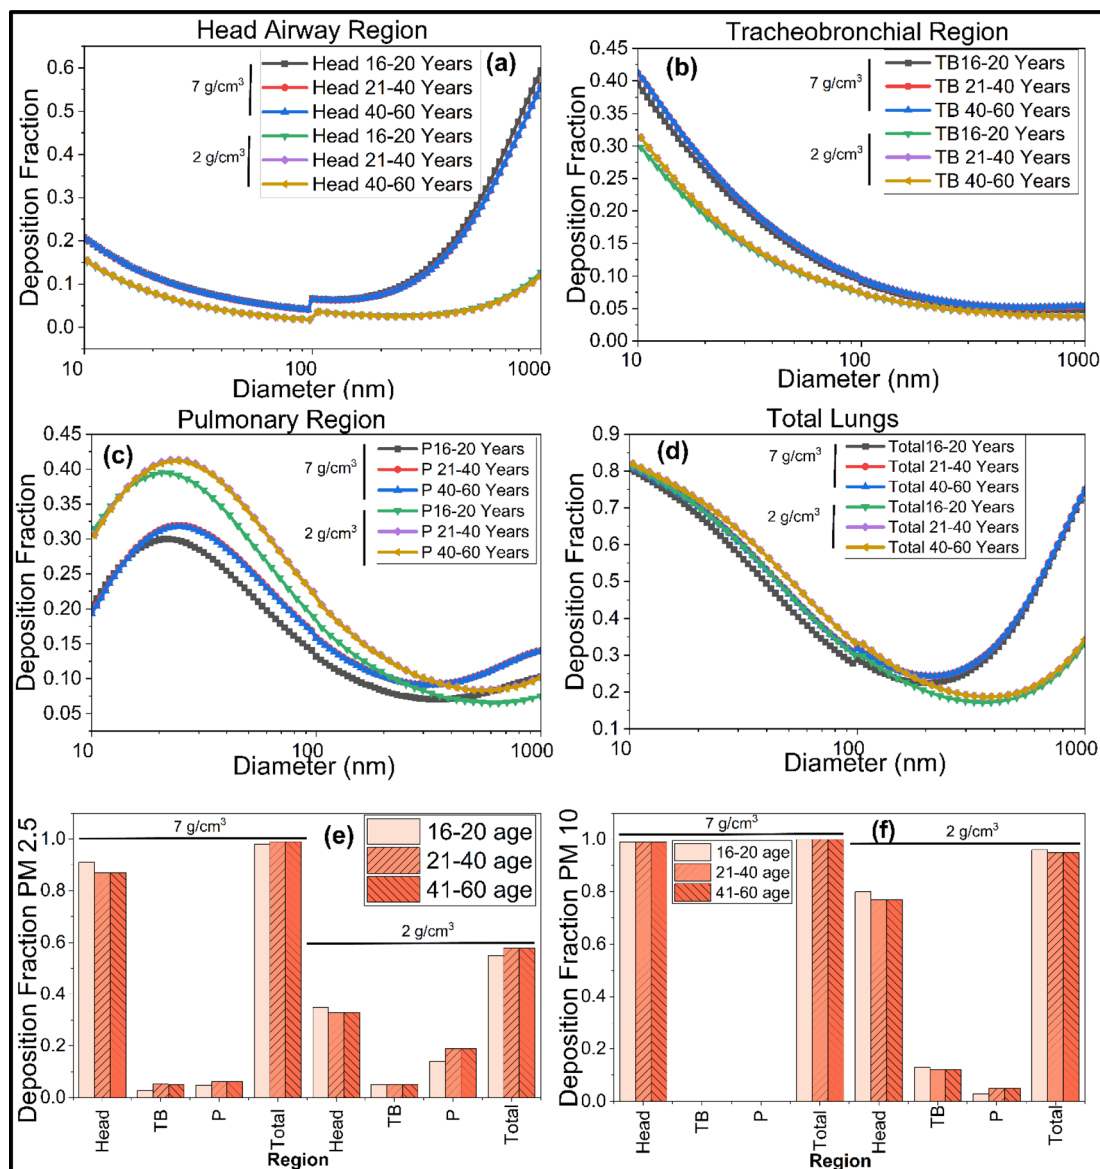 Head Airway Region
(a)
Deposition Fraction
0.6
0.5
0.4
0.3
0.2
0.1
0.0
7 g/cm³
2 g/cm³
Head 16-20 Years
Head 21-40 Years
Head 40-60 Years
Head 16-20 Years
Head 21-40 Years
Head 40-60 Years
10
100
1000
Diameter (nm)
Tracheobronchial Region
(b)
Deposition Fraction
0.45
0.40
0.35
0.30
0.25
0.20
0.15
0.10
0.05
0.00
7 g/cm³
2 g/cm³
TB16-20 Years
TB 21-40 Years
TB 40-60 Years
TB16-20 Years
TB 21-40 Years
TB 40-60 Years
10
100
1000
Diameter (nm)
Pulmonary Region
(c)
Deposition Fraction
0.45
0.40
0.35
0.30
0.25
0.20
0.15
0.10
0.05
7 g/cm³
2 g/cm³
P16-20 Years
P 21-40 Years
P 40-60 Years
P16-20 Years
P 21-40 Years
P 40-60 Years
10
100
1000
Diameter (nm)
Total Lungs
(d)
Deposition Fraction
0.9
0.8
0.7
0.6
0.5
0.4
0.3
0.2
0.1
7 g/cm³
2 g/cm³
Total16-20 Years
Total 21-40 Years
Total 40-60 Years
Total16-20 Years
Total 21-40 Years
Total 40-60 Years
10
100
1000
Diameter (nm)
(e)
Deposition Fraction PM 2.5
1.0
0.8
0.6
0.4
0.2
0.0
7 g/cm³
2 g/cm³
16-20 age
21-40 age
41-60 age
Head
TB
P
Total
Head
TB
P
Total
Region
(f)
Deposition Fraction PM 10
1.0
0.8
0.6
0.4
0.2
0.0
7 g/cm³
2 g/cm³
16-20 age
21-40 age
41-60 age
Head
TB
P
Total
Head
TB
P
Total
Region